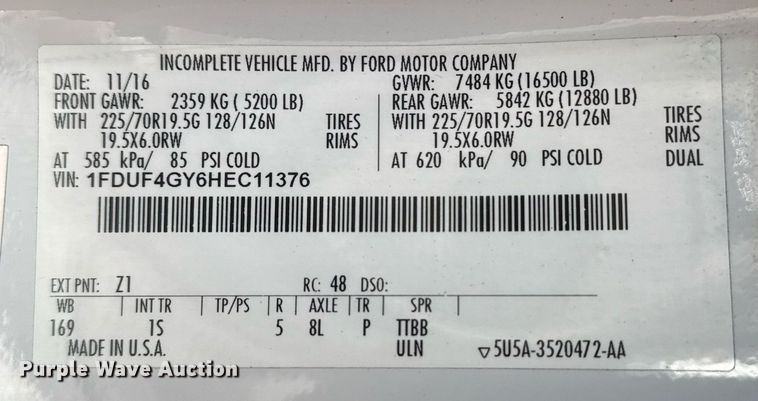 INCOMPLETE VEHICLE MFD. BY FORD MOTOR COMPANY
DATE: 11/16 GVWR: 7484 KG (16500 LB)
FRONT GAWR: 2359 KG ( 5200 LB) REAR GAWR: 5842 KG (12880 LB)
WITH 225/70R19.5G 128/126N TIRES WITH 225/70R19.5G 128/126N TIRES
19.5X6.0RW RIMS 19.5X6.0RW RIMS
AT 585 kPa/ 85 PSI COLD AT 620 kPa/ 90 PSI COLD DUAL
VIN: 1FDUF4GY6HEC11376
EXT PNT: Z1 RC: 48 DSO:
WB | INT TR | TP/PS | R | AXLE | TR | SPR
169 1S 5 8L P TTBB
MADE IN U.S.A. ULN ▽5U5A-3520472-AA
Purple Wave Auction